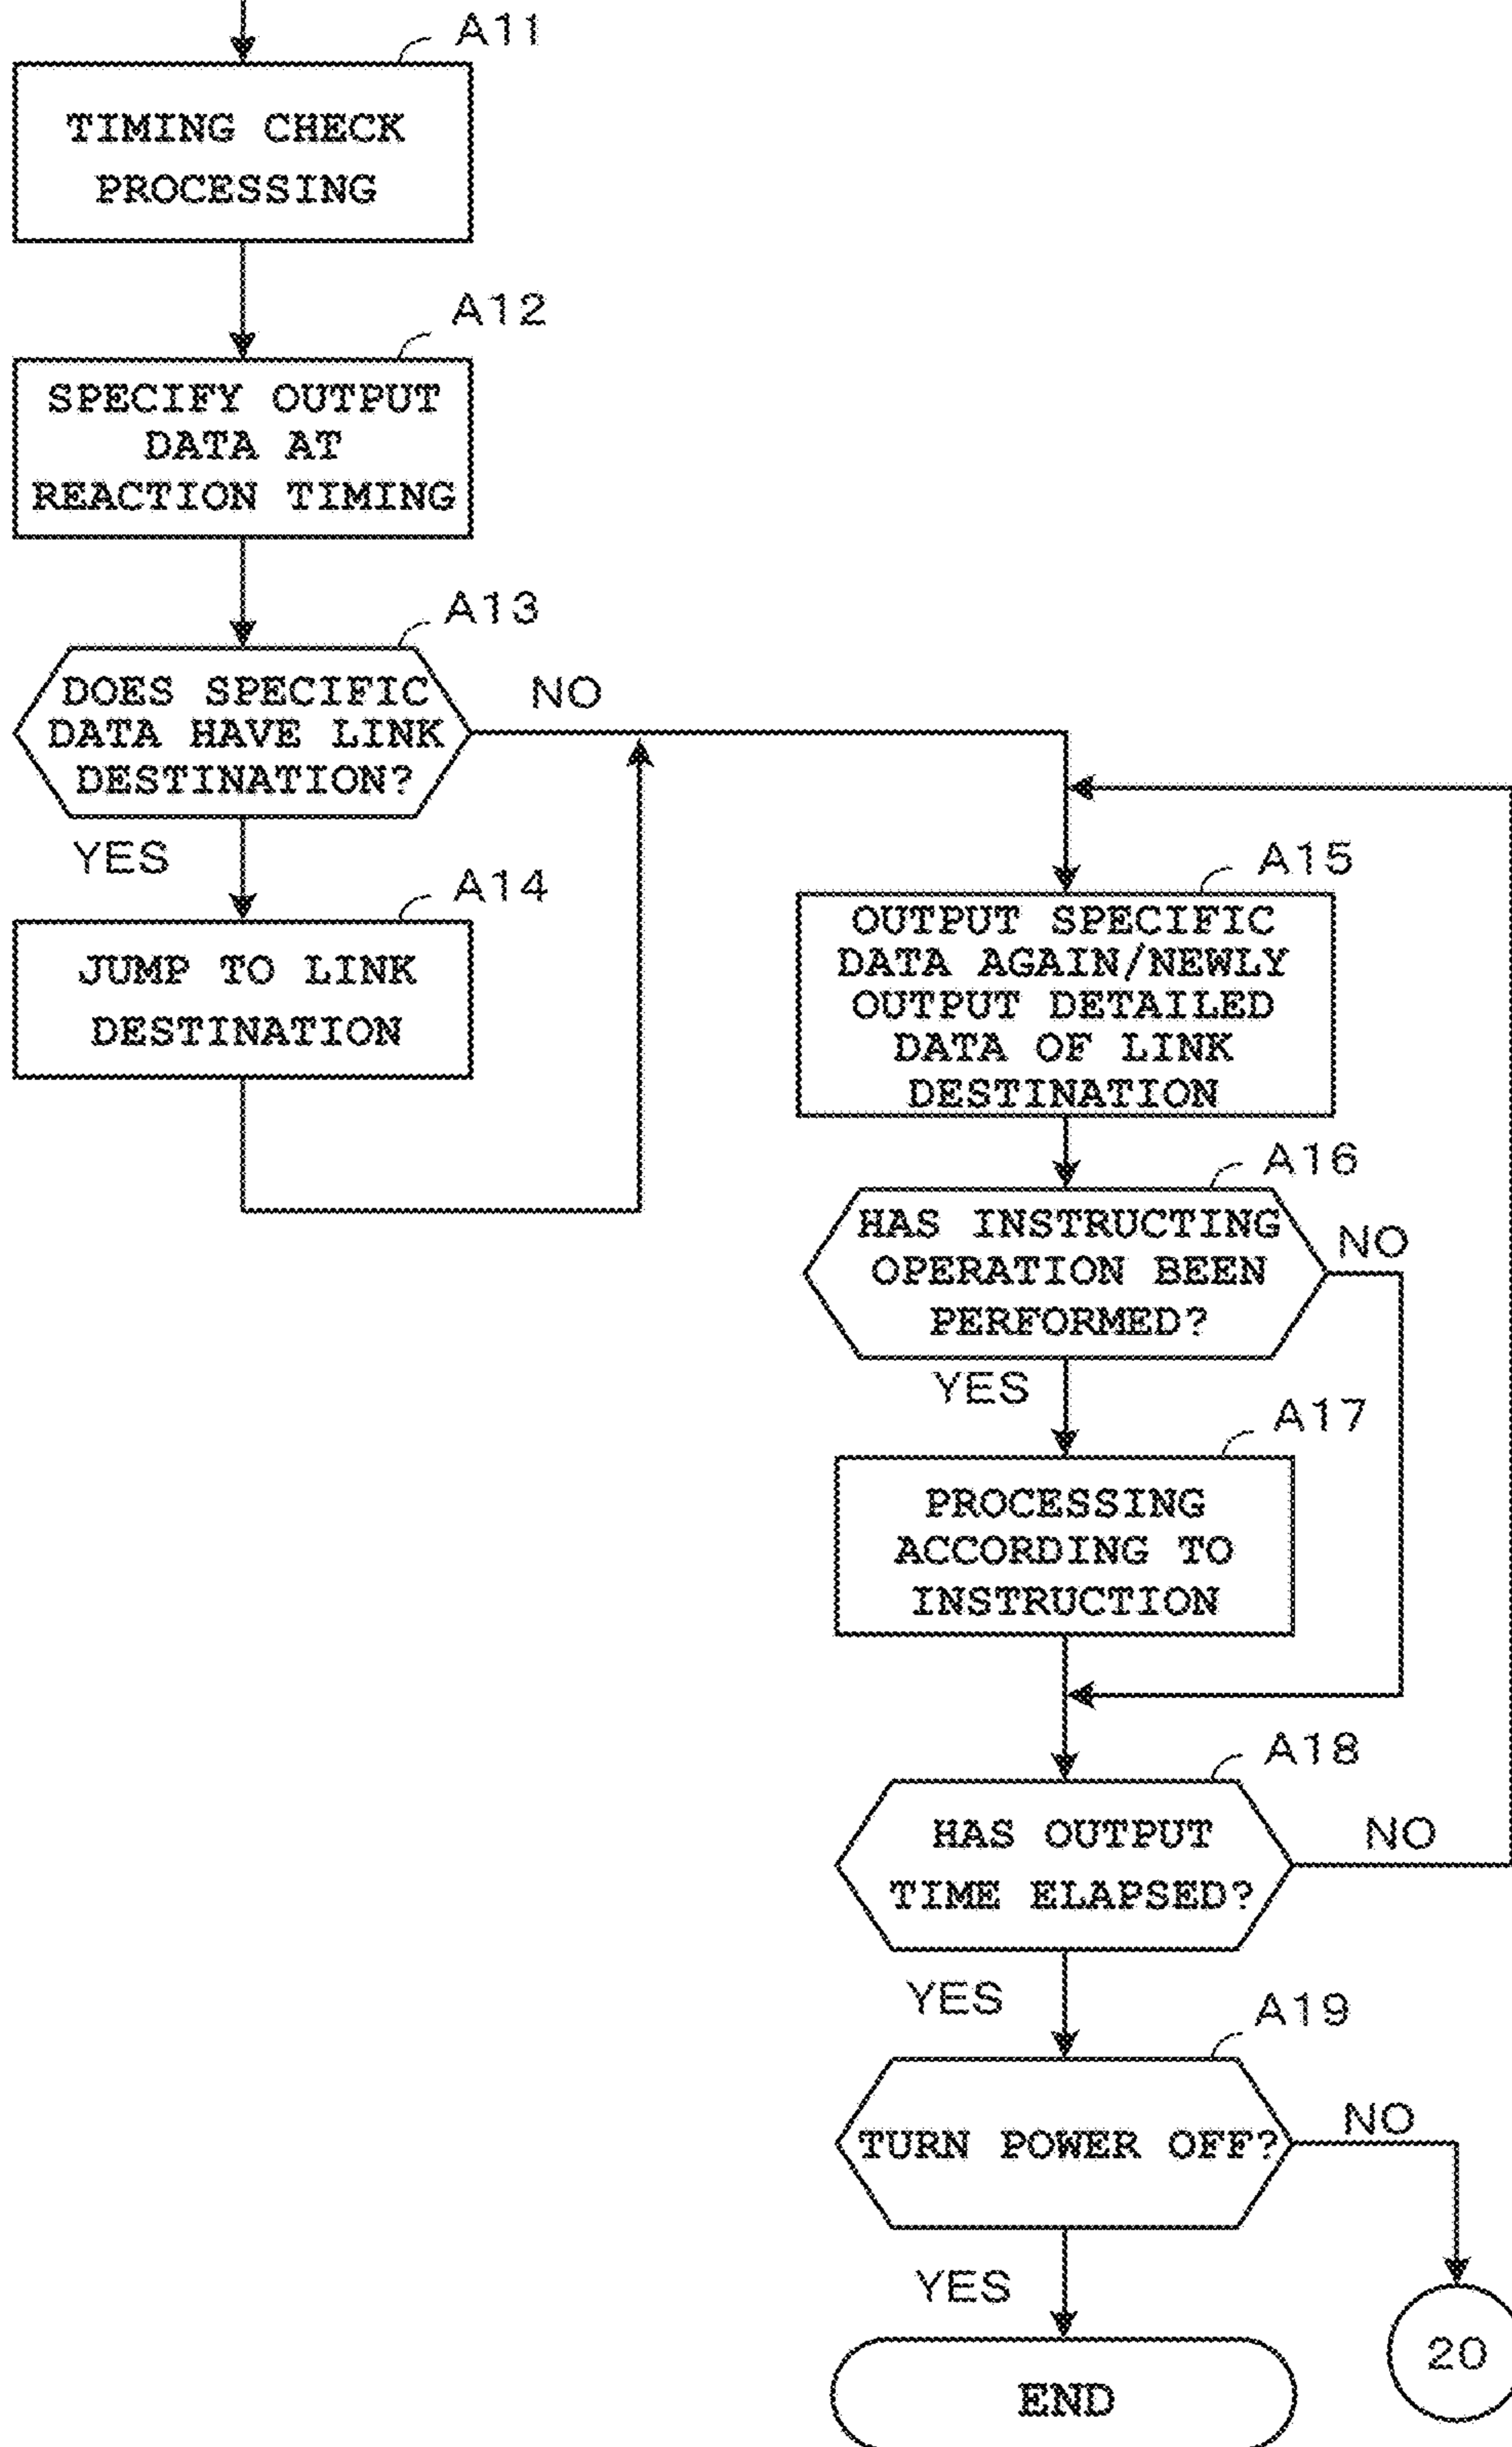 A11
TIMING CHECK
PROCESSING
A12
SPECIFY OUTPUT
DATA AT
REACTION TIMING
A13
DOES SPECIFIC
DATA HAVE LINK
DESTINATION?
NO
YES
A14
JUMP TO LINK
DESTINATION
A15
OUTPUT SPECIFIC
DATA AGAIN/NEWLY
OUTPUT DETAILED
DATA OF LINK
DESTINATION
A16
HAS INSTRUCTING
OPERATION BEEN
PERFORMED?
NO
YES
A17
PROCESSING
ACCORDING TO
INSTRUCTION
A18
HAS OUTPUT
TIME ELAPSED?
NO
YES
A19
TURN POWER OFF?
NO
YES
END
20